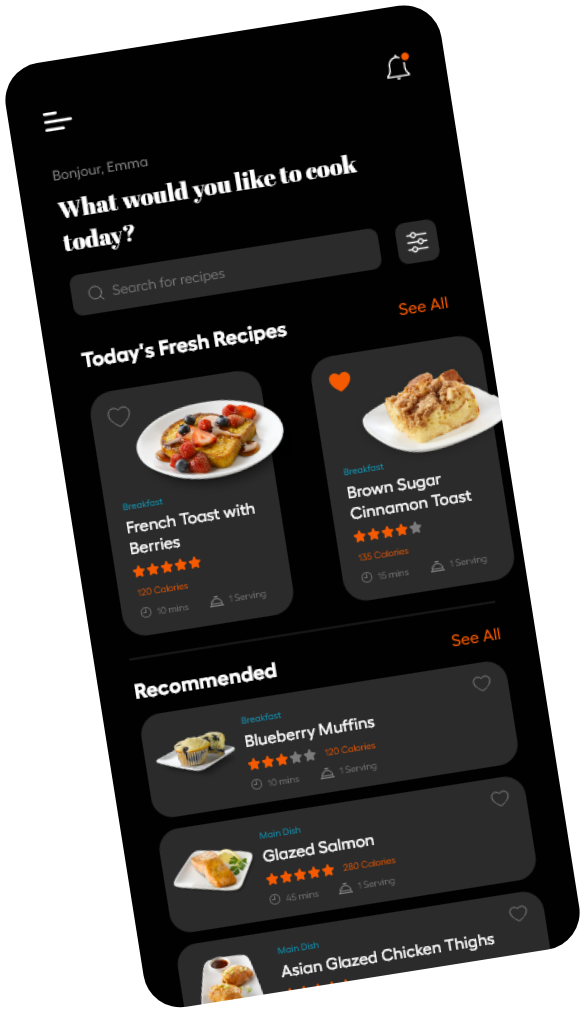 Bonjour, Emma
What would you like to cook
today?
Search for recipes
See All
Today's Fresh Recipes
Breakfast
French Toast with
Berries
120 Calories
10 mins
1 Serving
Breakfast
Brown Sugar
Cinnamon Toast
135 Calories
15 mins
1 Serving
See All
Recommended
Breakfast
Blueberry Muffins
120 Calories
10 mins
1 Serving
Main Dish
Glazed Salmon
280 Calories
45 mins
1 Serving
Main Dish
Asian Glazed Chicken Thighs